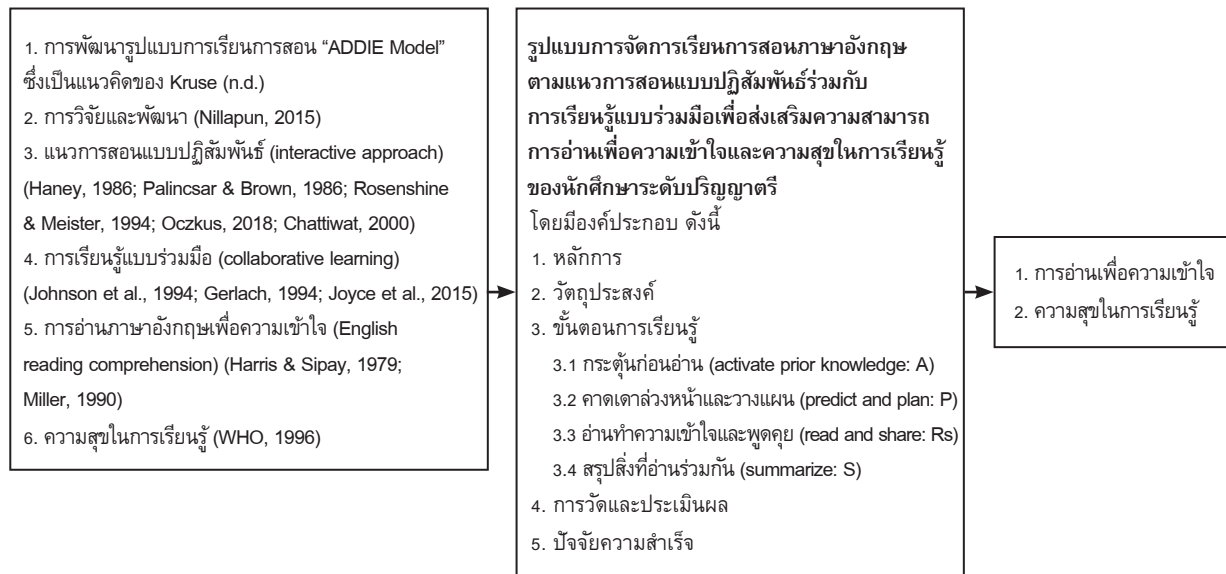 1. การพัฒนารูปแบบการเรียนการสอน “ADDIE Model”
ซึ่งเป็นแนวคิดของ Kruse (n.d.)
2. การวิจัยและพัฒนา (Nillapun, 2015)
3. แนวการสอนแบบปฏิสัมพันธ์ (interactive approach)
(Haney, 1986; Palincsar & Brown, 1986; Rosenshine
& Meister, 1994; Oczkus, 2018; Chattiwat, 2000)
4. การเรียนรู้แบบร่วมมือ (collaborative learning)
(Johnson et al., 1994; Gerlach, 1994; Joyce et al., 2015)
5. การอ่านภาษาอังกฤษเพื่อความเข้าใจ (English
reading comprehension) (Harris & Sipay, 1979;
Miller, 1990)
6. ความสุขในการเรียนรู้ (WHO, 1996)
รูปแบบการจัดการเรียนการสอนภาษาอังกฤษ
ตามแนวการสอนแบบปฏิสัมพันธ์ร่วมกับ
การเรียนรู้แบบร่วมมือเพื่อส่งเสริมความสามารถ
การอ่านเพื่อความเข้าใจและความสุขในการเรียนรู้
ของนักศึกษาระดับปริญญาตรี
โดยมีองค์ประกอบ ดังนี้
1. หลักการ
2. วัตถุประสงค์
3. ขั้นตอนการเรียนรู้
3.1 กระตุ้นก่อนอ่าน (activate prior knowledge: A)
3.2 คาดเดาล่วงหน้าและวางแผน (predict and plan: P)
3.3 อ่านทำความเข้าใจและพูดคุย (read and share: Rs)
3.4 สรุปสิ่งที่อ่านร่วมกัน (summarize: S)
4. การวัดและประเมินผล
5. ปัจจัยความสำเร็จ
1. การอ่านเพื่อความเข้าใจ
2. ความสุขในการเรียนรู้